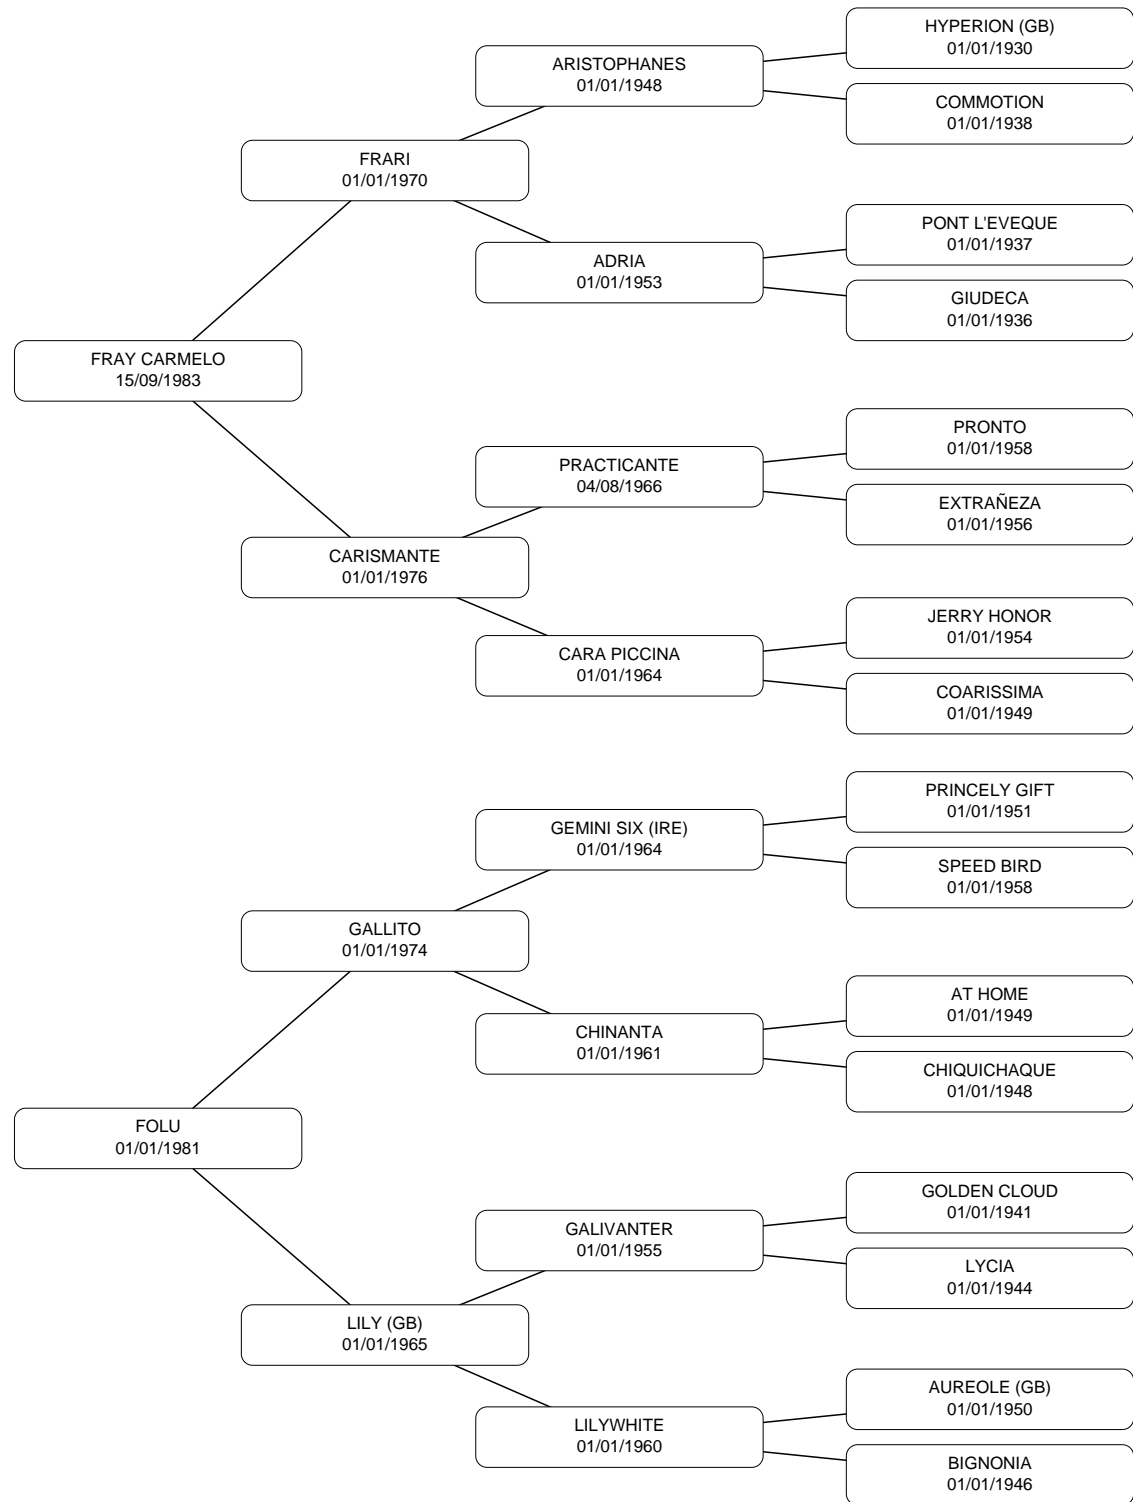 HYPERION (GB)
01/01/1930
ARISTOPHANES
01/01/1948
COMMOTION
01/01/1938
FRARI
01/01/1970
PONT L'EVEQUE
01/01/1937
ADRIA
01/01/1953
GIUDECA
01/01/1936
FRAY CARMELO
15/09/1983
PRONTO
01/01/1958
PRACTICANTE
04/08/1966
EXTRAÑEZA
01/01/1956
CARISMANTE
01/01/1976
JERRY HONOR
01/01/1954
CARA PICCINA
01/01/1964
COARISSIMA
01/01/1949
PRINCELY GIFT
01/01/1951
GEMINI SIX (IRE)
01/01/1964
SPEED BIRD
01/01/1958
GALLITO
01/01/1974
AT HOME
01/01/1949
CHINANTA
01/01/1961
CHIQUICHAQUE
01/01/1948
FOLU
01/01/1981
GOLDEN CLOUD
01/01/1941
GALIVANTER
01/01/1955
LYCIA
01/01/1944
LILY (GB)
01/01/1965
AUREOLE (GB)
01/01/1950
LILYWHITE
01/01/1960
BIGNONIA
01/01/1946